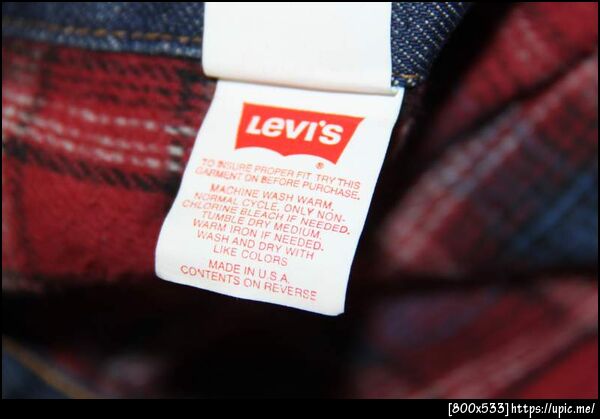 Levi's
®
TO INSURE PROPER FIT TRY THIS
GARMENT ON BEFORE PURCHASE.
MACHINE WASH WARM,
NORMAL CYCLE. ONLY NON-
CHLORINE BLEACH IF NEEDED.
TUMBLE DRY MEDIUM.
WARM IRON IF NEEDED.
WASH AND DRY WITH
LIKE COLORS
MADE IN U.S.A.
CONTENTS ON REVERSE
[800x533]https://upic.me/